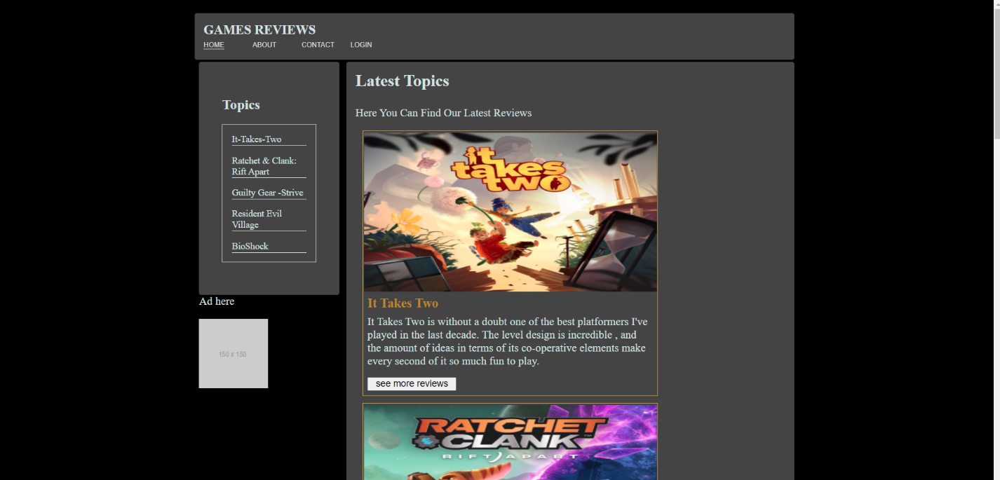 GAMES REVIEWS
HOME ABOUT CONTACT LOGIN
Topics
It-Takes-Two
Ratchet & Clank:
Rift Apart
Guilty Gear -Strive
Resident Evil
Village
BioShock
Ad here
150 x 150
Latest Topics
Here You Can Find Our Latest Reviews
it
takes
two
It Takes Two
It Takes Two is without a doubt one of the best platformers I've
played in the last decade. The level design is incredible , and
the amount of ideas in terms of its co-operative elements make
every second of it so much fun to play.
see more reviews
RATCHET
CLANK™
RIFT APART